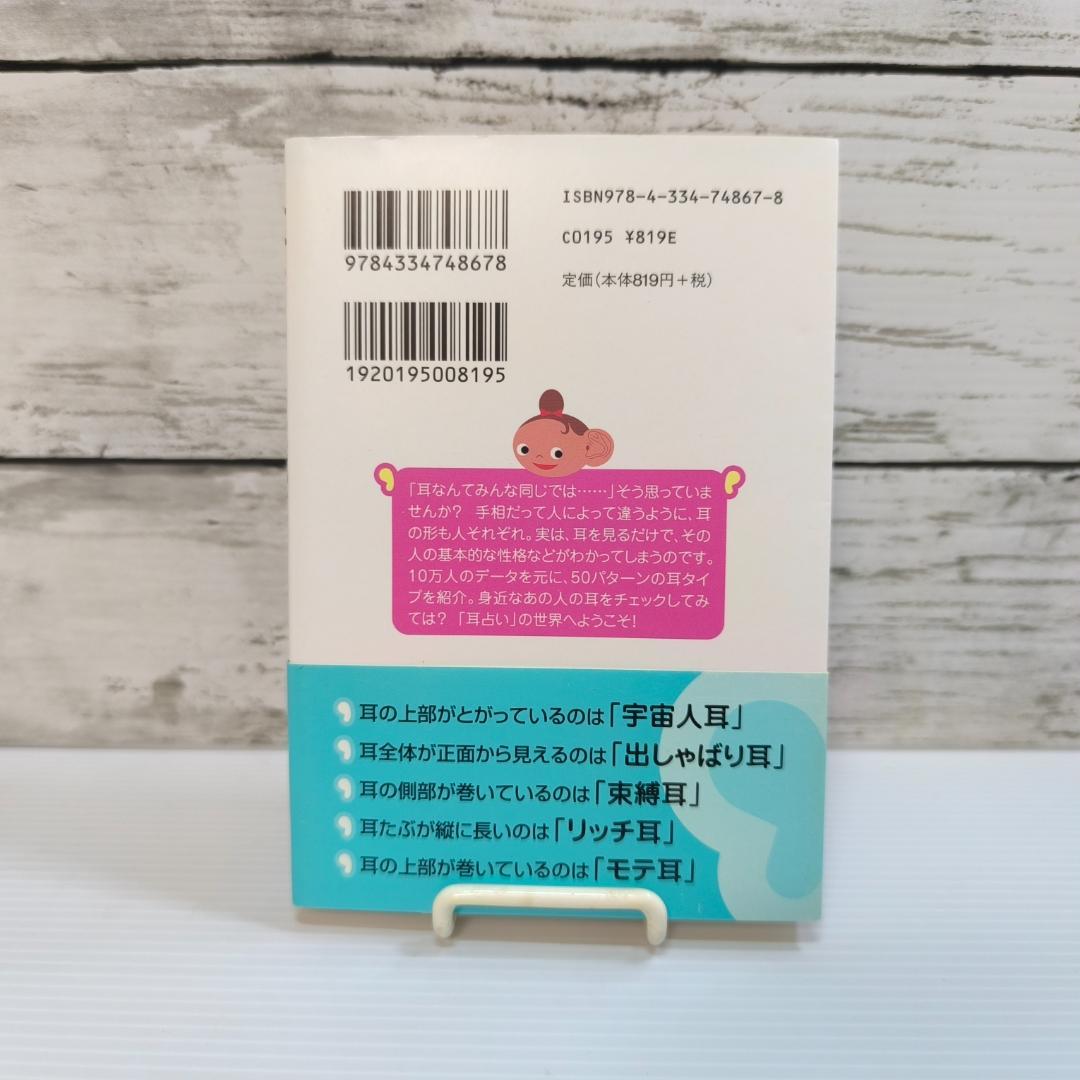 9784334748678
ISBN978-4-334-74867-8
C0195 ¥819E
定価(本体819円+税)
1920195008195
「耳なんてみんな同じでは……」そう思っていま
せんか? 手相だって人によって違うように、耳
の形も人それぞれ。実は、耳を見るだけで、その
人の基本的な性格などがわかってしまうのです。
10万人のデータを元に、50パターンの耳タイ
プを紹介。身近なあの人の耳をチェックしてみ
ては? 「耳占い」の世界へようこそ!
耳の上部がとがっているのは「宇宙人耳」
耳全体が正面から見えるのは「出しゃばり耳」
耳の側部が巻いているのは「束縛耳」
耳たぶが縦に長いのは「リッチ耳」
耳の上部が巻いているのは「モテ耳」